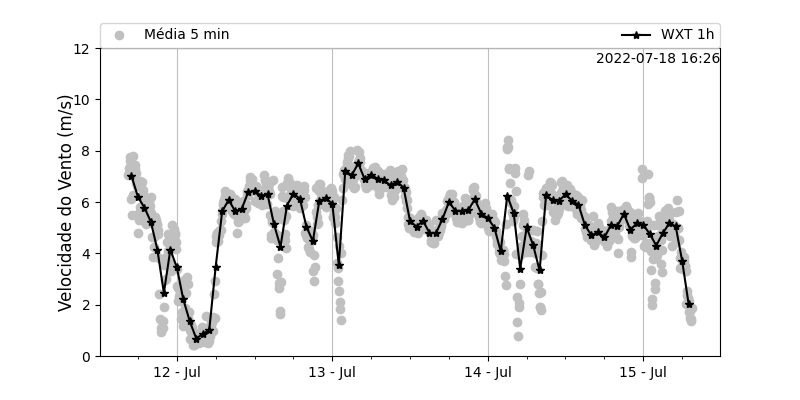 Média 5 min
WXT 1h
2022-07-18 16:26
Velocidade do Vento (m/s)
12
10
8
6
4
2
0
12 - Jul
13 - Jul
14 - Jul
15 - Jul